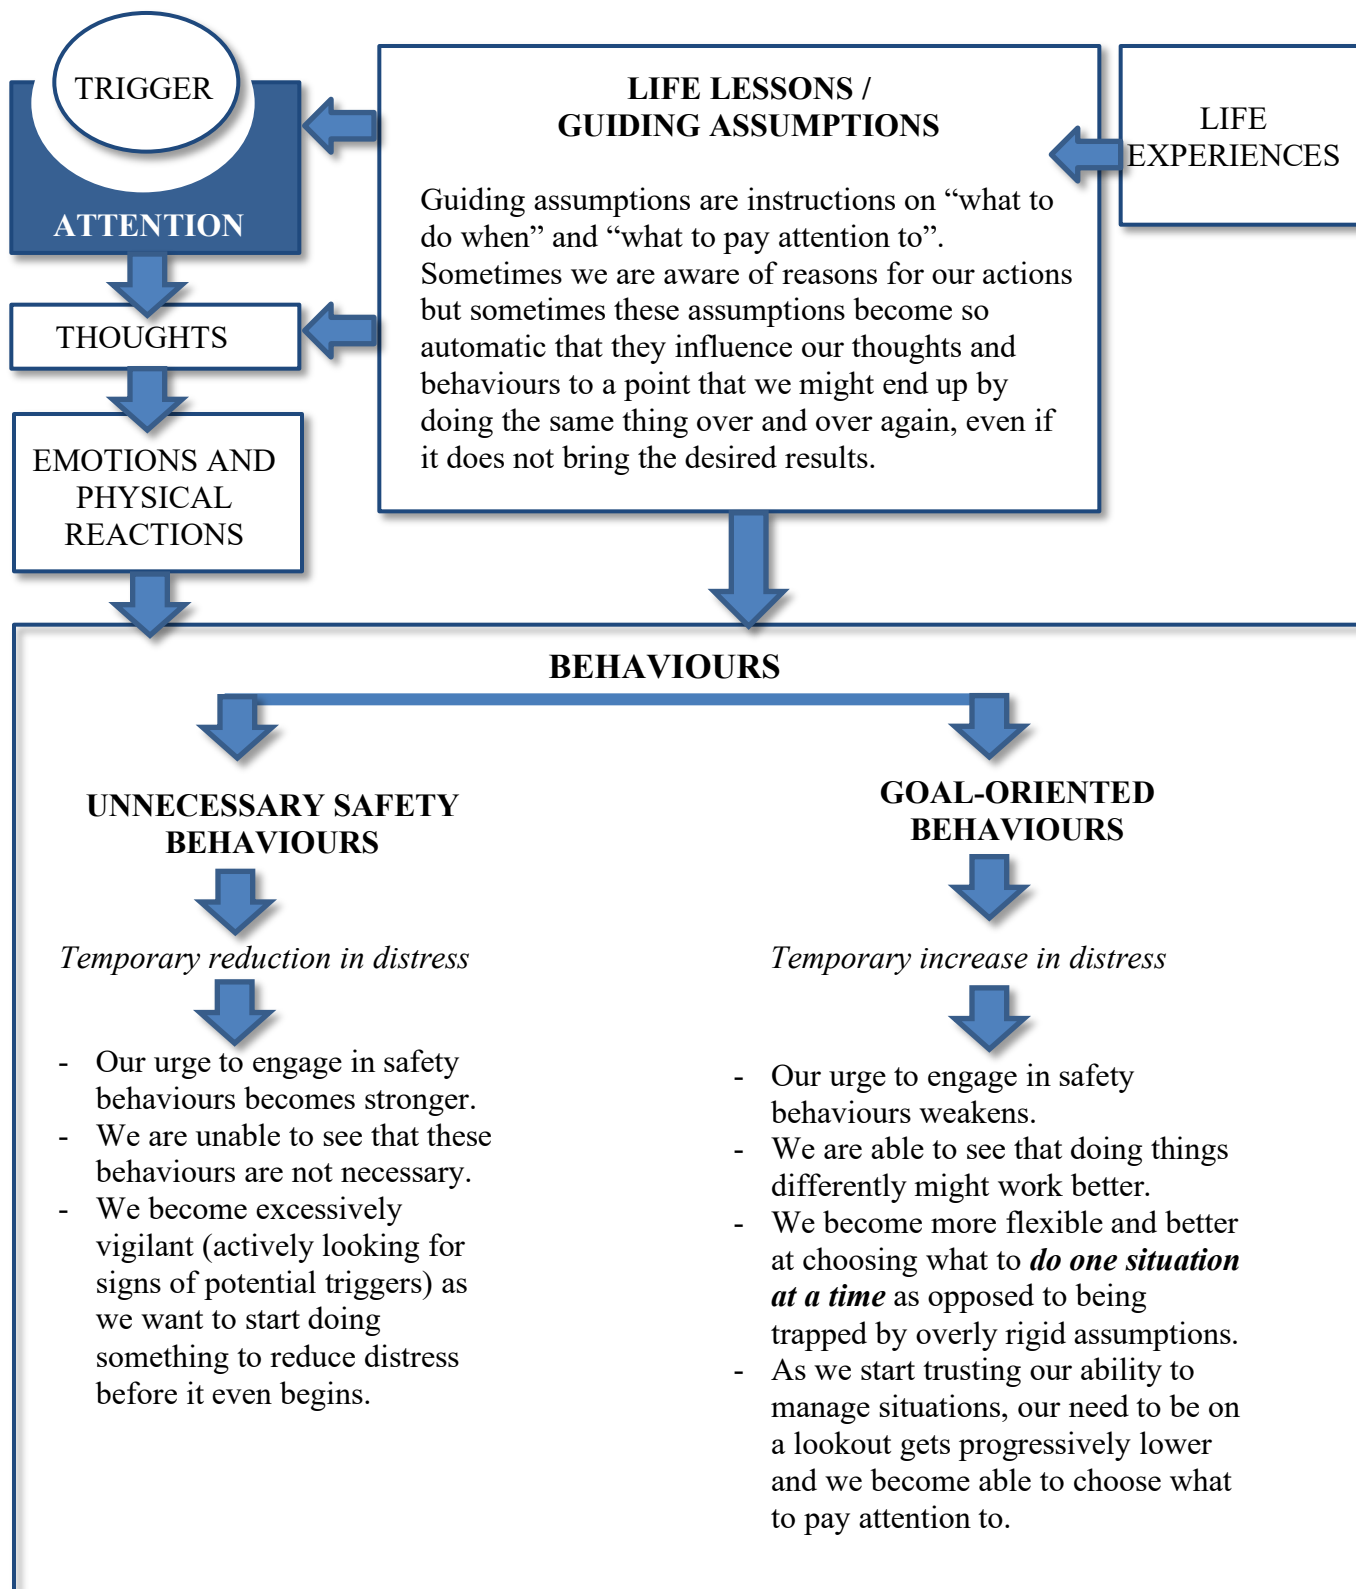 TRIGGER
ATTENTION
THOUGHTS
EMOTIONS AND
PHYSICAL
REACTIONS
LIFE LESSONS /
GUIDING ASSUMPTIONS
Guiding assumptions are instructions on “what to
do when” and “what to pay attention to”.
Sometimes we are aware of reasons for our actions
but sometimes these assumptions become so
automatic that they influence our thoughts and
behaviours to a point that we might end up by
doing the same thing over and over again, even if
it does not bring the desired results.
LIFE
EXPERIENCES
BEHAVIOURS
UNNECESSARY SAFETY
BEHAVIOURS
Temporary reduction in distress
- Our urge to engage in safety
behaviours becomes stronger.
- We are unable to see that these
behaviours are not necessary.
- We become excessively
vigilant (actively looking for
signs of potential triggers) as
we want to start doing
something to reduce distress
before it even begins.
GOAL-ORIENTED
BEHAVIOURS
Temporary increase in distress
- Our urge to engage in safety
behaviours weakens.
- We are able to see that doing things
differently might work better.
- We become more flexible and better
at choosing what to do one situation
at a time as opposed to being
trapped by overly rigid assumptions.
- As we start trusting our ability to
manage situations, our need to be on
a lookout gets progressively lower
and we become able to choose what
to pay attention to.